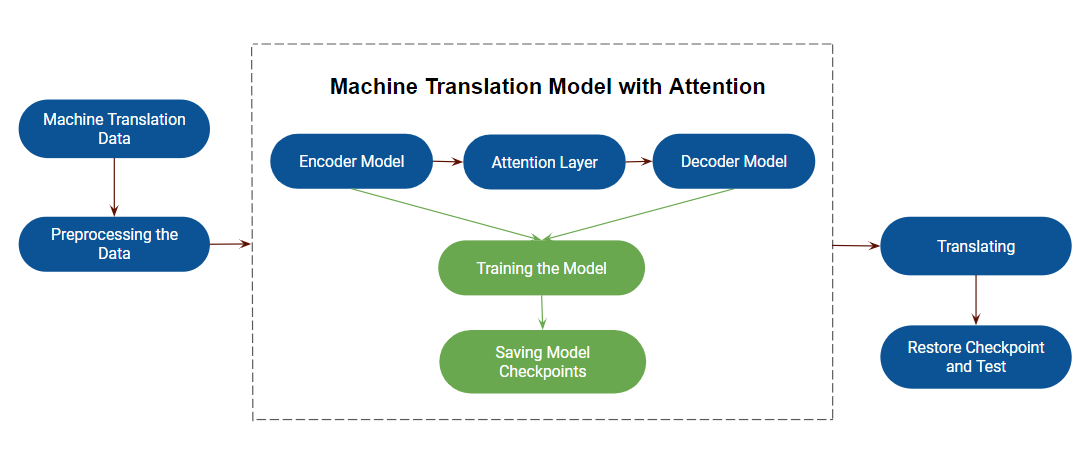 Machine Translation Model with Attention
Machine Translation
Data
Encoder Model
Attention Layer
Decoder Model
Preprocessing the
Data
Training the Model
Translating
Saving Model
Checkpoints
Restore Checkpoint
and Test